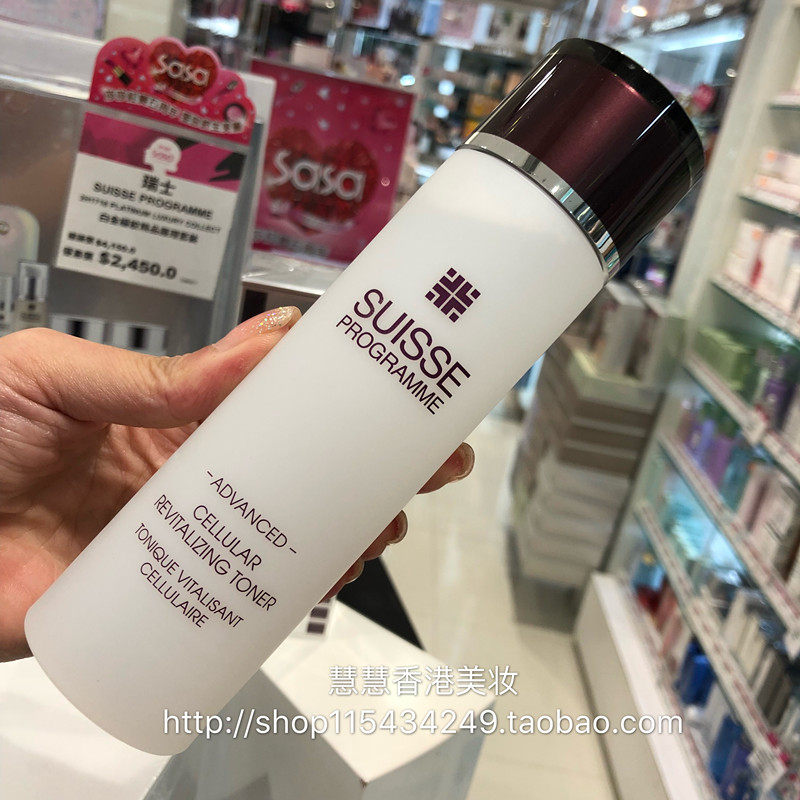 sasa
sasa
瑞士
SUISSE PROGRAMME
$2,450.0
sasa
SUISSE
PROGRAMME
-ADVANCED-
CELLULAR
REVITALIZING TONER
TONIQUE VITALISANT
CELLULAIRE
慧慧香港美妆
http://shop115434249.taobao.com